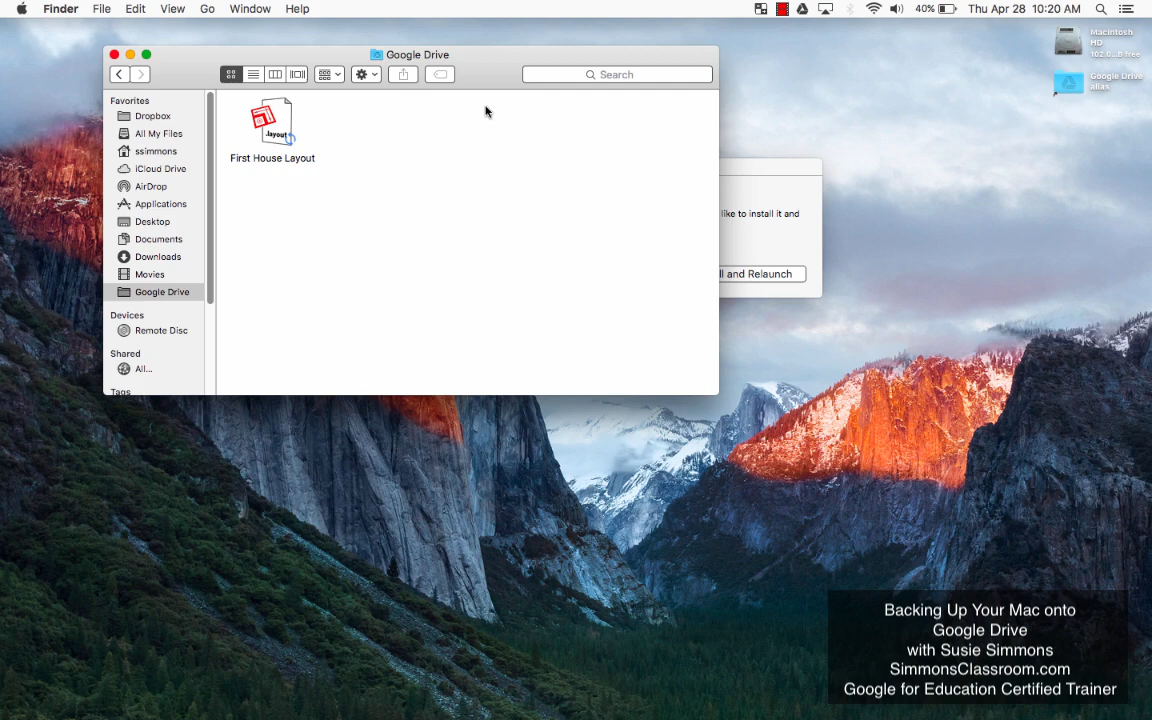 Finder File Edit View Go Window Help 40% Thu Apr 28 10:20 AM
Macintosh
HD
Google Drive
alias
Google Drive
Search
Favorites
Dropbox
All My Files
ssimmons
iCloud Drive
AirDrop
Applications
Desktop
Documents
Downloads
Movies
Google Drive
Devices
Remote Disc
Shared
All...
Tags
.layout
First House Layout
like to install it and
ll and Relaunch
Backing Up Your Mac onto
Google Drive
with Susie Simmons
SimmonsClassroom.com
Google for Education Certified Trainer